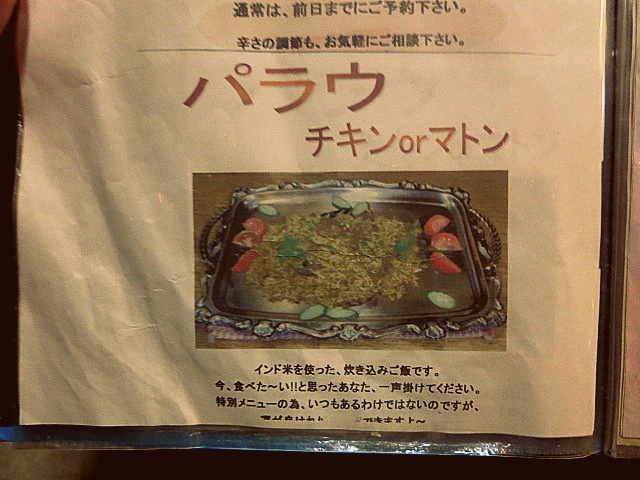 通常は、前日までにご予約下さい。
辛さの調節も、お気軽にご相談下さい。
パラウ
チキンorマトン
インド米を使った、炊き込みご飯です。
今、食べた～い!!と思ったあなた、一声掛けてください。
特別メニューの為、いつもあるわけではないのですが、
できますよ～